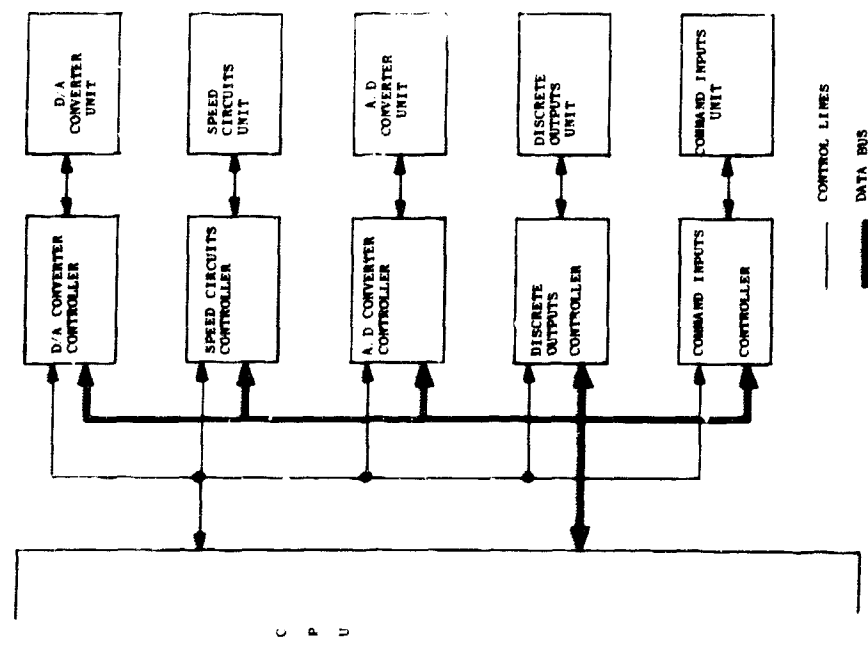 D/A
CONVERTER
UNIT
SPEED
CIRCUITS
UNIT
A.D
CONVERTER
UNIT
DISCRETE
OUTPUTS
UNIT
COMMAND INPUTS
UNIT
D/A CONVERTER
CONTROLLER
SPEED CIRCUITS
CONTROLLER
A.D CONVERTER
CONTROLLER
DISCRETE
OUTPUTS
CONTROLLER
COMMAND INPUTS
CONTROLLER
CONTROL LINES
DATA BUS
C
P
U